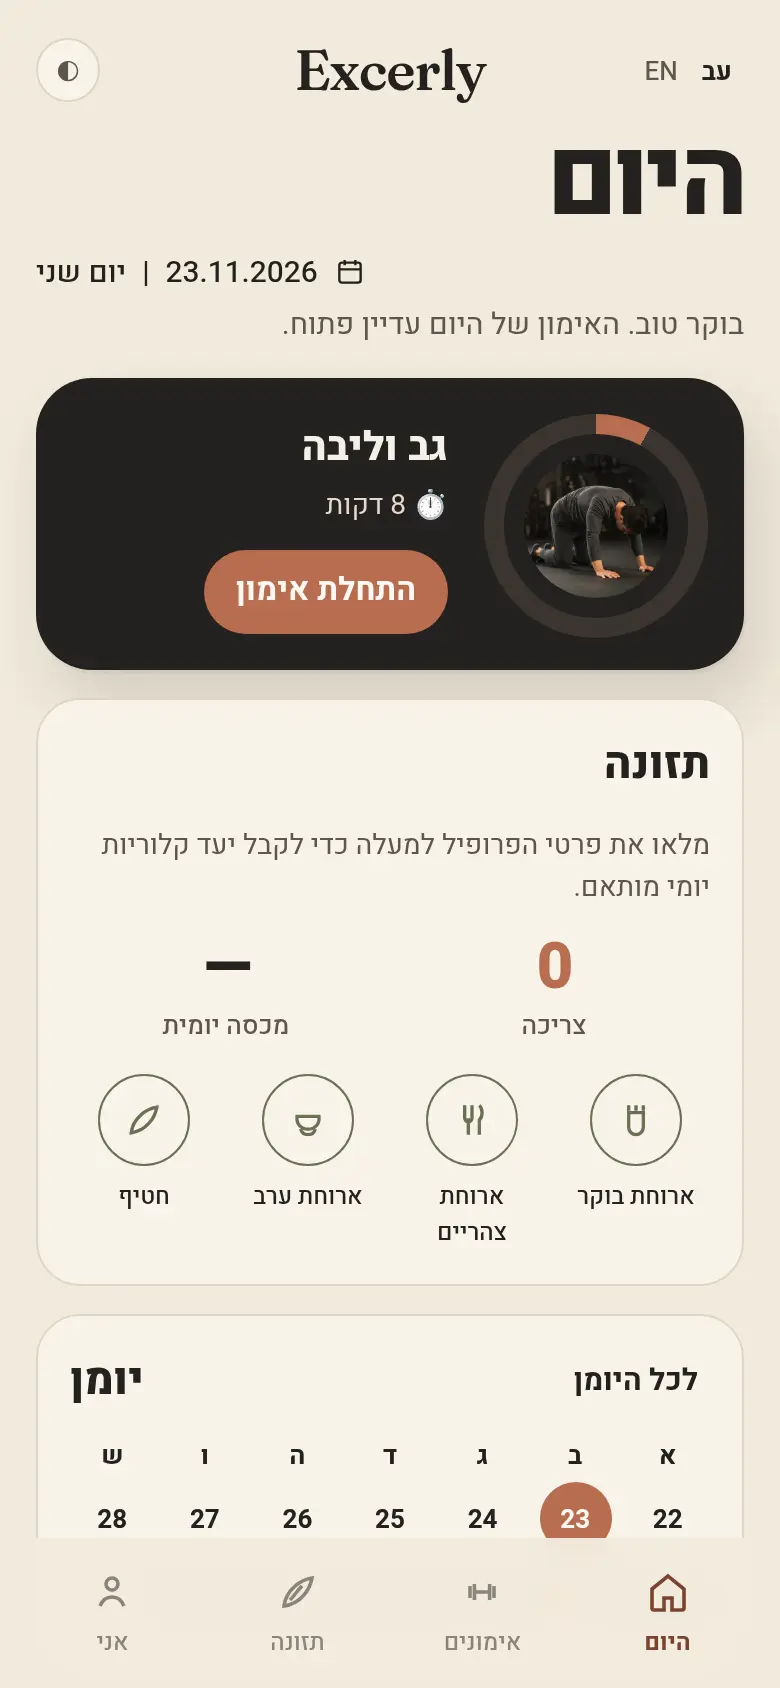 עב
EN
Excerly
היום
23.11.2026 | יום שני
בוקר טוב. האימון של היום עדיין פתוח.
גב וליבה
8 דקות
התחלת אימון
תזונה
מלאו את פרטי הפרופיל למעלה כדי לקבל יעד קלוריות
יומי מותאם.
0
—
צריכה
מכסה יומית
ארוחת בוקר
ארוחת
צהריים
ארוחת ערב
חטיף
לכל היומן
יומן
א ב ג ד ה ו ש
22 23 24 25 26 27 28
היום
אימונים
תזונה
אני